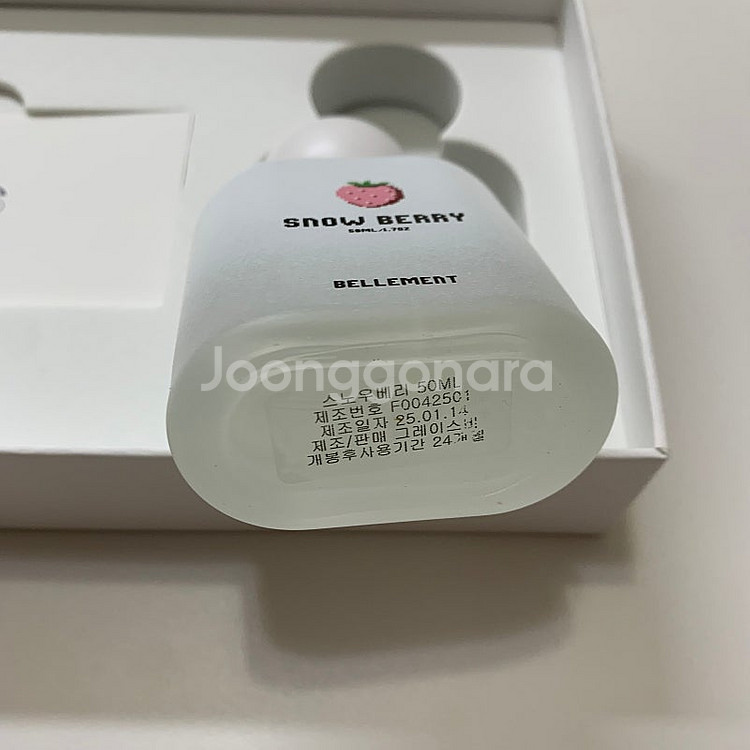 SNOW BERRY
50ML/1.7OZ
BELLEMENT
Joonggonara
스노우베리 50ML
제조번호 F0042501
제조일자 25.01.14
제조/판매 그레이스비
개봉후사용기간 24개월